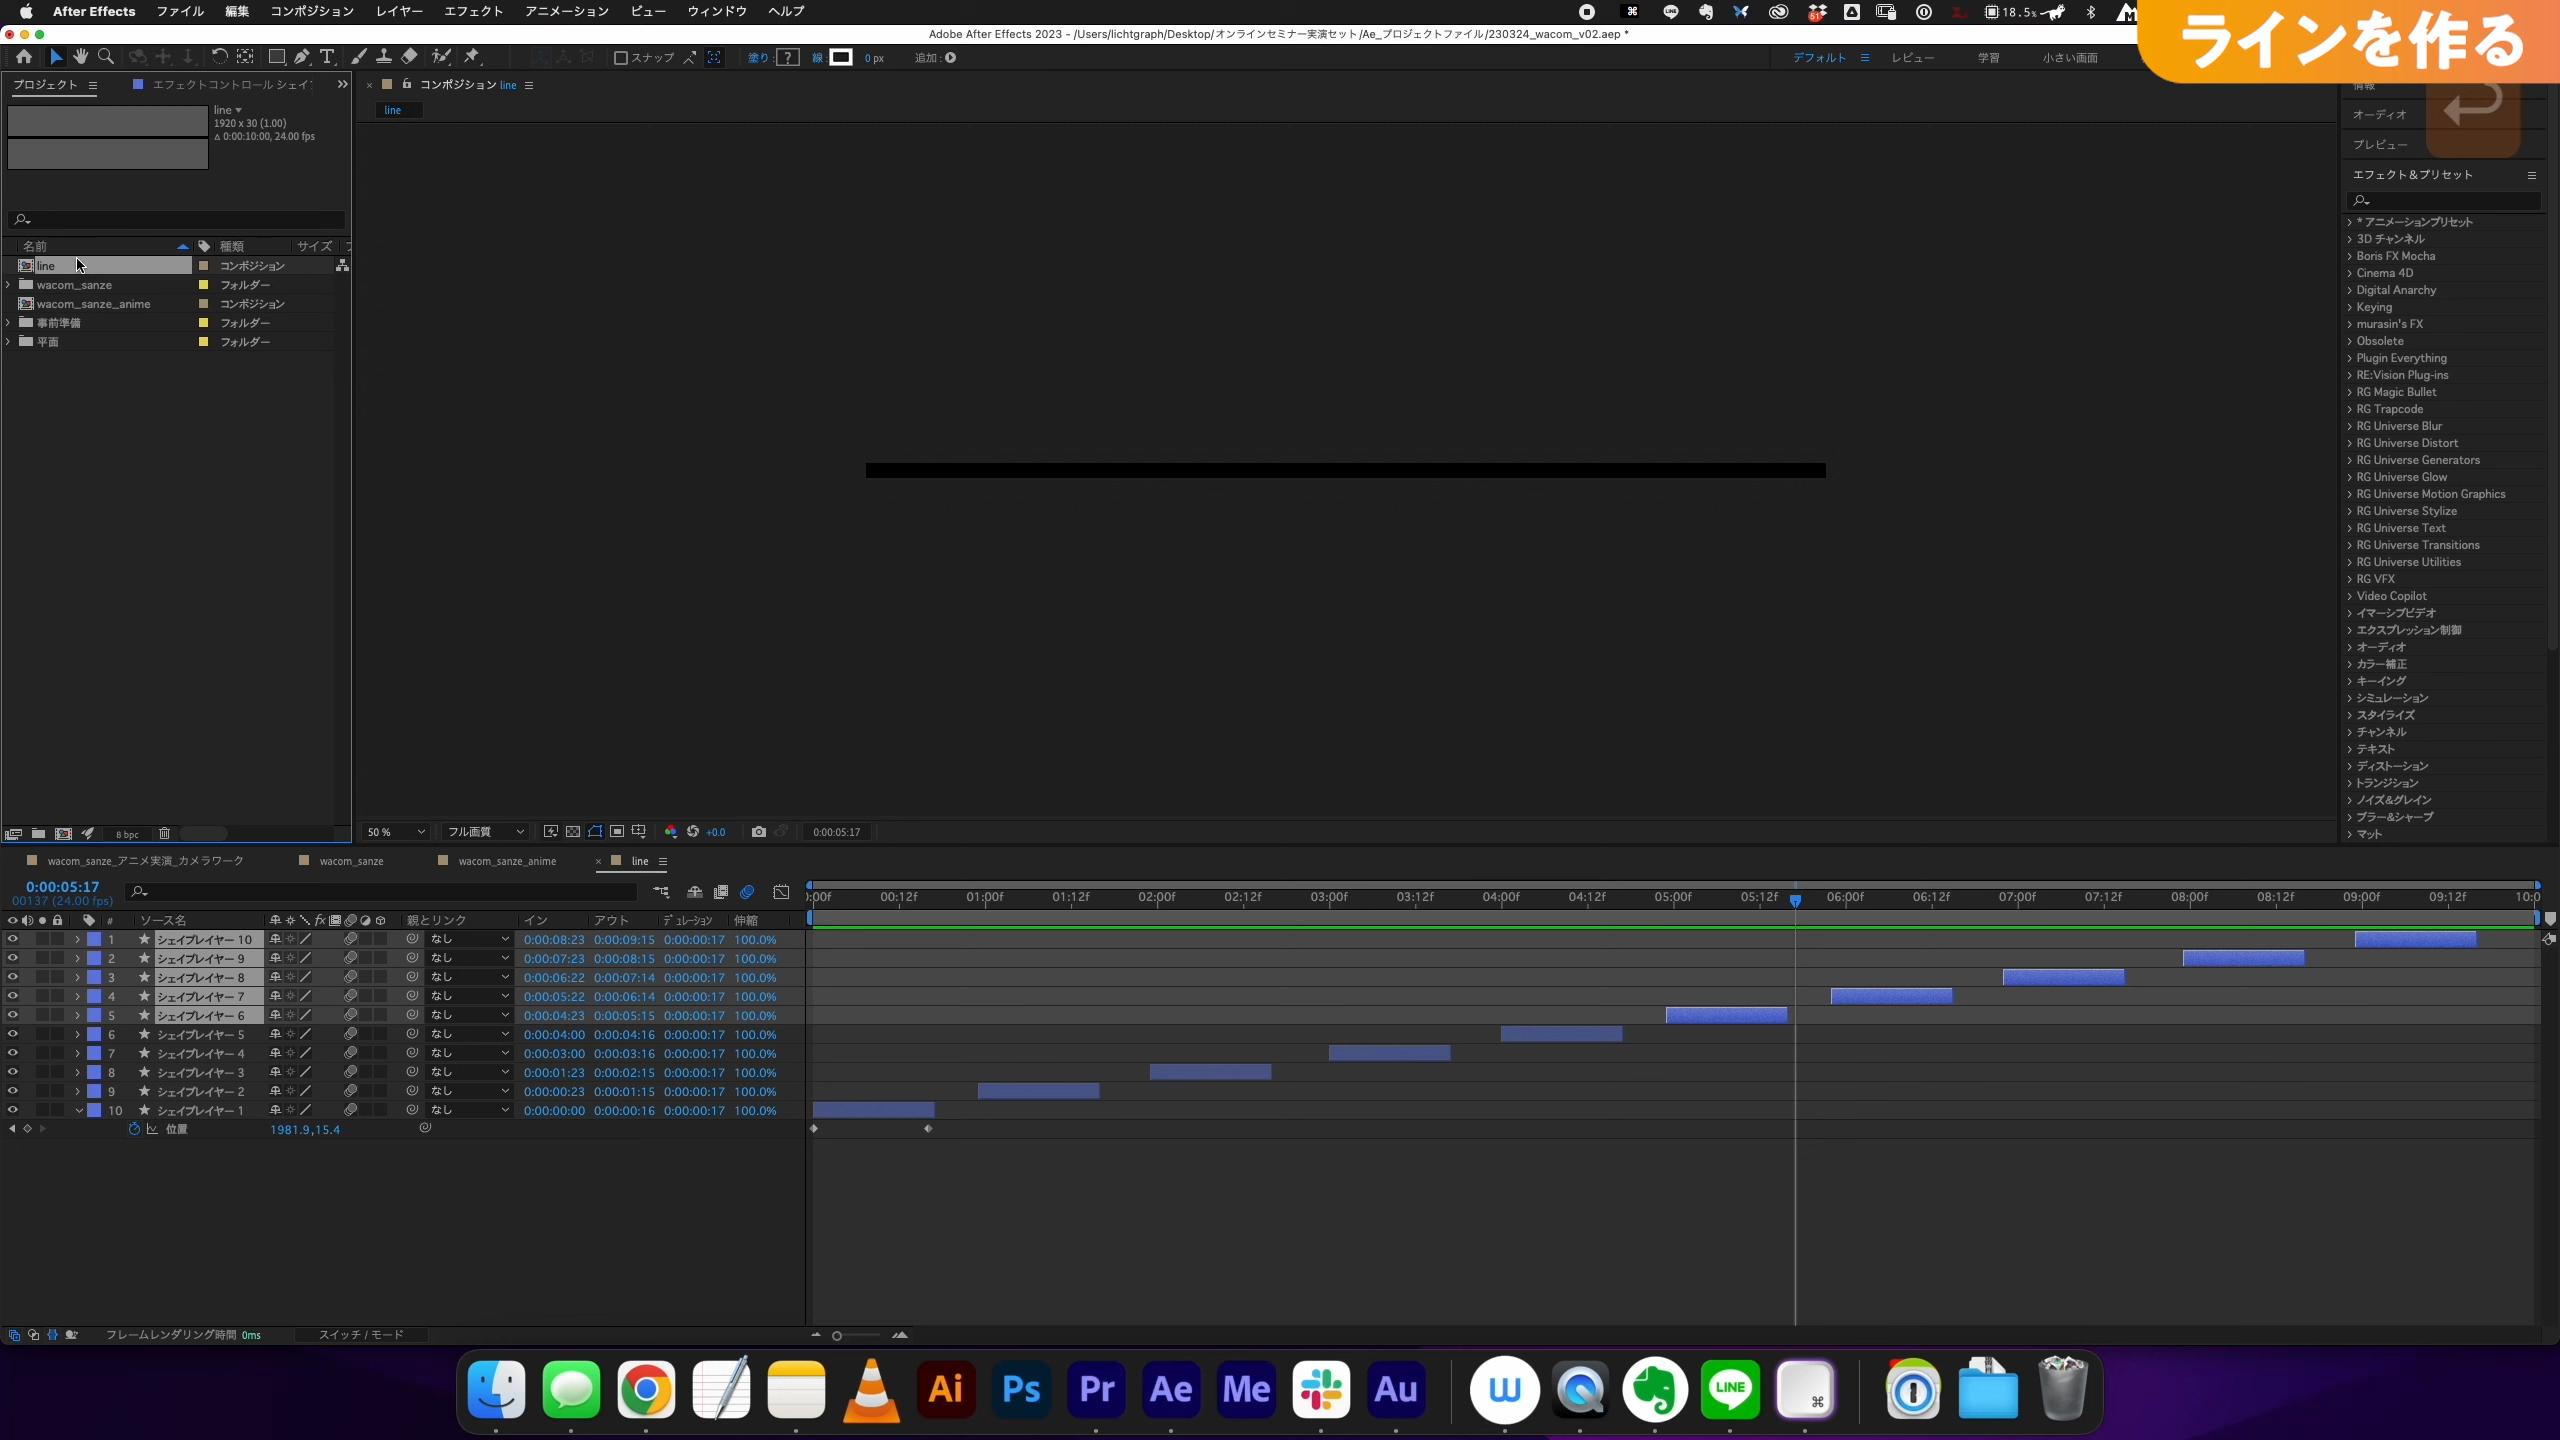 After Effects ファイル 編集 コンポジション レイヤー エフェクト アニメーション ビュー ウィンドウ ヘルプ
51 18.5%
ラインを作る
Adobe After Effects 2023 - /Users/lichtgraph/Desktop/オンラインセミナー実演セット/Ae_プロジェクトファイル/230324_wacom_v02.aep *
スナップ 塗り: ? 線: 0 px 追加: デフォルト レビュー 学習 小さい画面
プロジェクト エフェクトコントロール シェイプ
コンポジション line
line
line
1920 x 30 (1.00)
Δ 0:00:10:00, 24.00 fps
名前 種類 サイズ
line コンポジション
wacom_sanze フォルダー
wacom_sanze_anime コンポジション
事前準備 フォルダー
平面 フォルダー
8 bpc
50 % フル画質 +0.0 0:00:05:17
情報
オーディオ
プレビュー
エフェクト&プリセット
* アニメーションプリセット
3D チャンネル
Boris FX Mocha
Cinema 4D
Digital Anarchy
Keying
murasin's FX
Obsolete
Plugin Everything
RE:Vision Plug-ins
RG Magic Bullet
RG Trapcode
RG Universe Blur
RG Universe Distort
RG Universe Generators
RG Universe Glow
RG Universe Motion Graphics
RG Universe Stylize
RG Universe Text
RG Universe Transitions
RG Universe Utilities
RG VFX
Video Copilot
イマーシブビデオ
エクスプレッション制御
オーディオ
カラー補正
キーイング
シミュレーション
スタイライズ
チャンネル
テキスト
ディストーション
トランジション
ノイズ&グレイン
ブラー&シャープ
マット
wacom_sanze_アニメ実演_カメラワーク wacom_sanze wacom_sanze_anime line
0:00:05:17
00137 (24.00 fps)
:00f 00:12f 01:00f 01:12f 02:00f 02:12f 03:00f 03:12f 04:00f 04:12f 05:00f 05:12f 06:00f 06:12f 07:00f 07:12f 08:00f 08:12f 09:00f 09:12f 10:0
# ソース名 fx 親とリンク イン アウト デュレーション 伸縮
1 シェイプレイヤー 10 なし 0:00:08:23 0:00:09:15 0:00:00:17 100.0%
2 シェイプレイヤー 9 なし 0:00:07:23 0:00:08:15 0:00:00:17 100.0%
3 シェイプレイヤー 8 なし 0:00:06:22 0:00:07:14 0:00:00:17 100.0%
4 シェイプレイヤー 7 なし 0:00:05:22 0:00:06:14 0:00:00:17 100.0%
5 シェイプレイヤー 6 なし 0:00:04:23 0:00:05:15 0:00:00:17 100.0%
6 シェイプレイヤー 5 なし 0:00:04:00 0:00:04:16 0:00:00:17 100.0%
7 シェイプレイヤー 4 なし 0:00:03:00 0:00:03:16 0:00:00:17 100.0%
8 シェイプレイヤー 3 なし 0:00:01:23 0:00:02:15 0:00:00:17 100.0%
9 シェイプレイヤー 2 なし 0:00:00:23 0:00:01:15 0:00:00:17 100.0%
10 シェイプレイヤー 1 なし 0:00:00:00 0:00:00:16 0:00:00:17 100.0%
位置 1981.9,15.4
フレームレンダリング時間 0ms スイッチ / モード
Ai Ps Pr Ae Me Au LINE